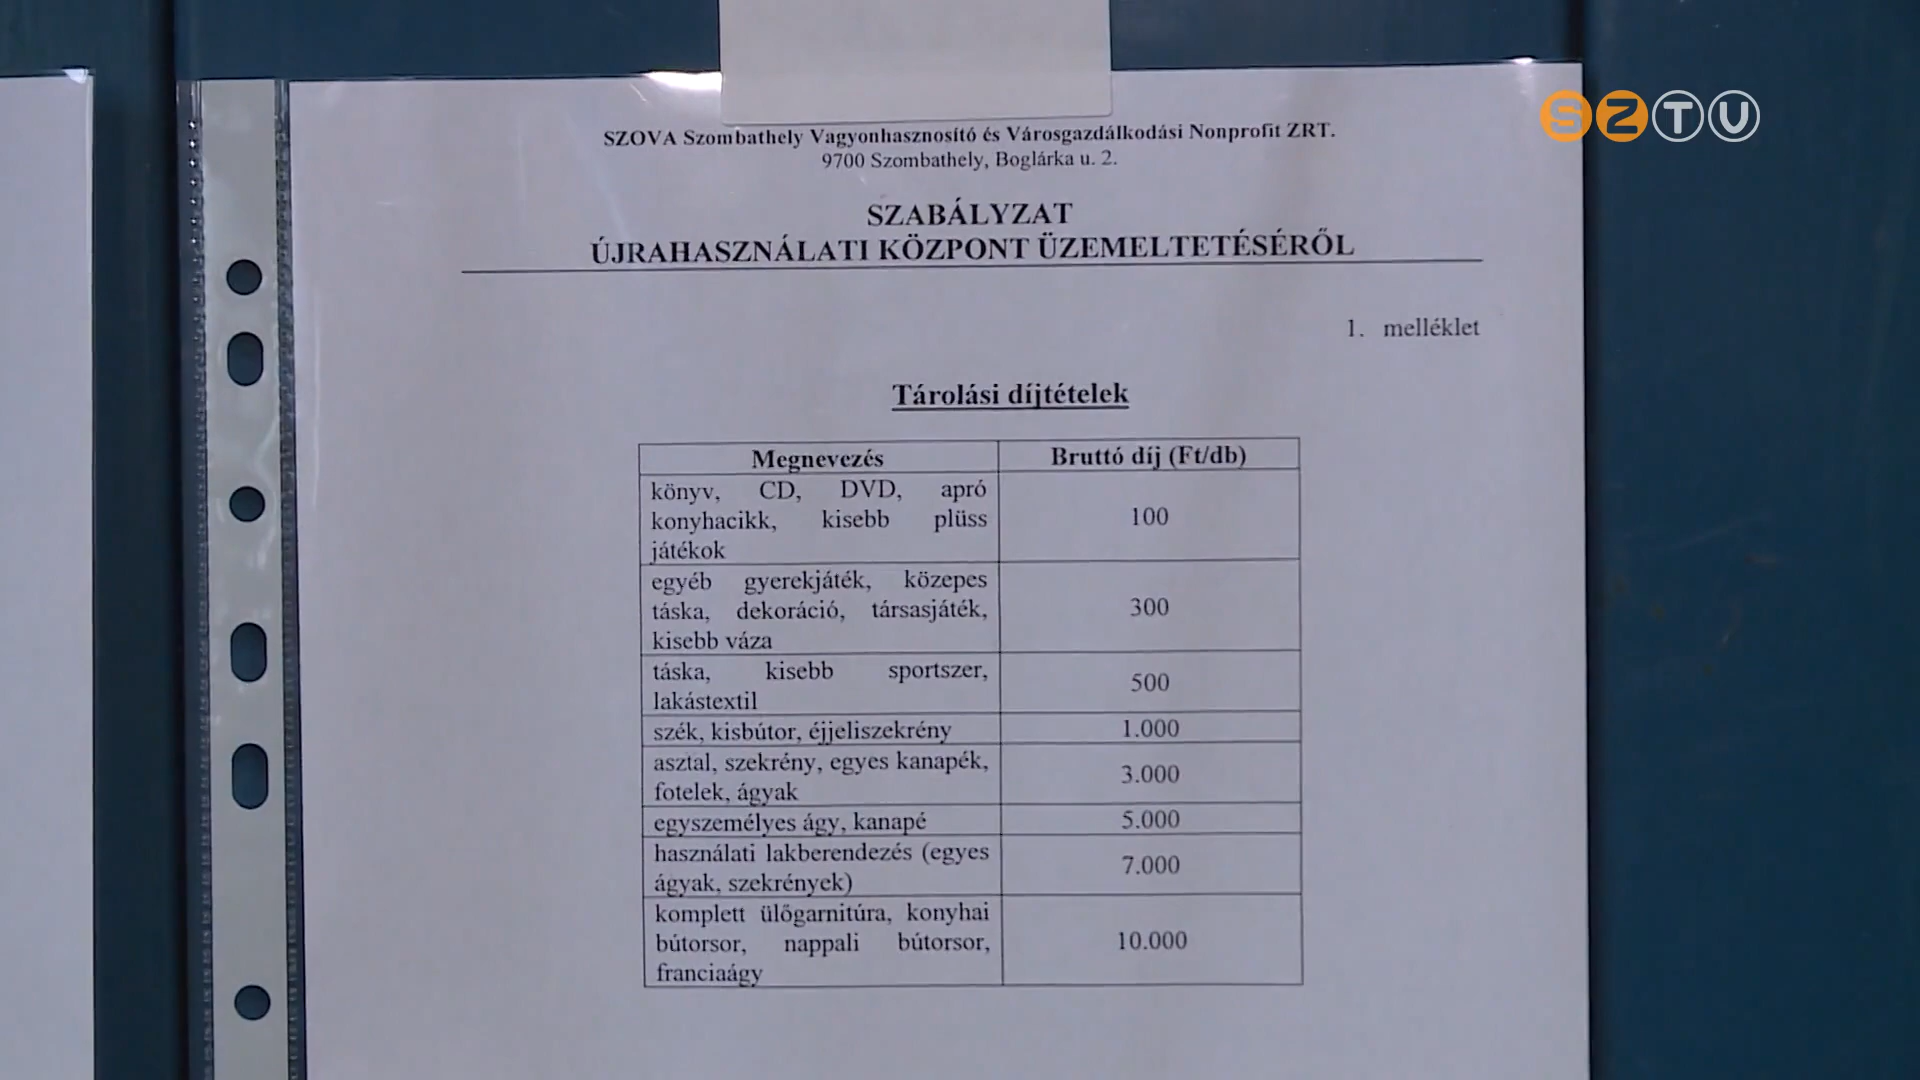 SZTV
SZOVA Szombathely Vagyonhasznosító és Városgazdálkodási Nonprofit ZRT.
9700 Szombathely, Boglárka u. 2.
SZABÁLYZAT
ÚJRAHASZNÁLATI KÖZPONT ÜZEMELTETÉSÉRŐL
1. melléklet
Tárolási díjtételek
Megnevezés Bruttó díj (Ft/db)
könyv, CD, DVD, apró
konyhacikk, kisebb plüss
játékok
100
egyéb gyerekjáték, közepes
táska, dekoráció, társasjáték,
kisebb váza
300
táska, kisebb sportszer,
lakástextil
500
szék, kisbútor, éjjeliszekrény 1.000
asztal, szekrény, egyes kanapék,
fotelek, ágyak
3.000
egyszemélyes ágy, kanapé 5.000
használati lakberendezés (egyes
ágyak, szekrények)
7.000
komplett ülőgarnitúra, konyhai
bútorsor, nappali bútorsor,
franciaágy
10.000